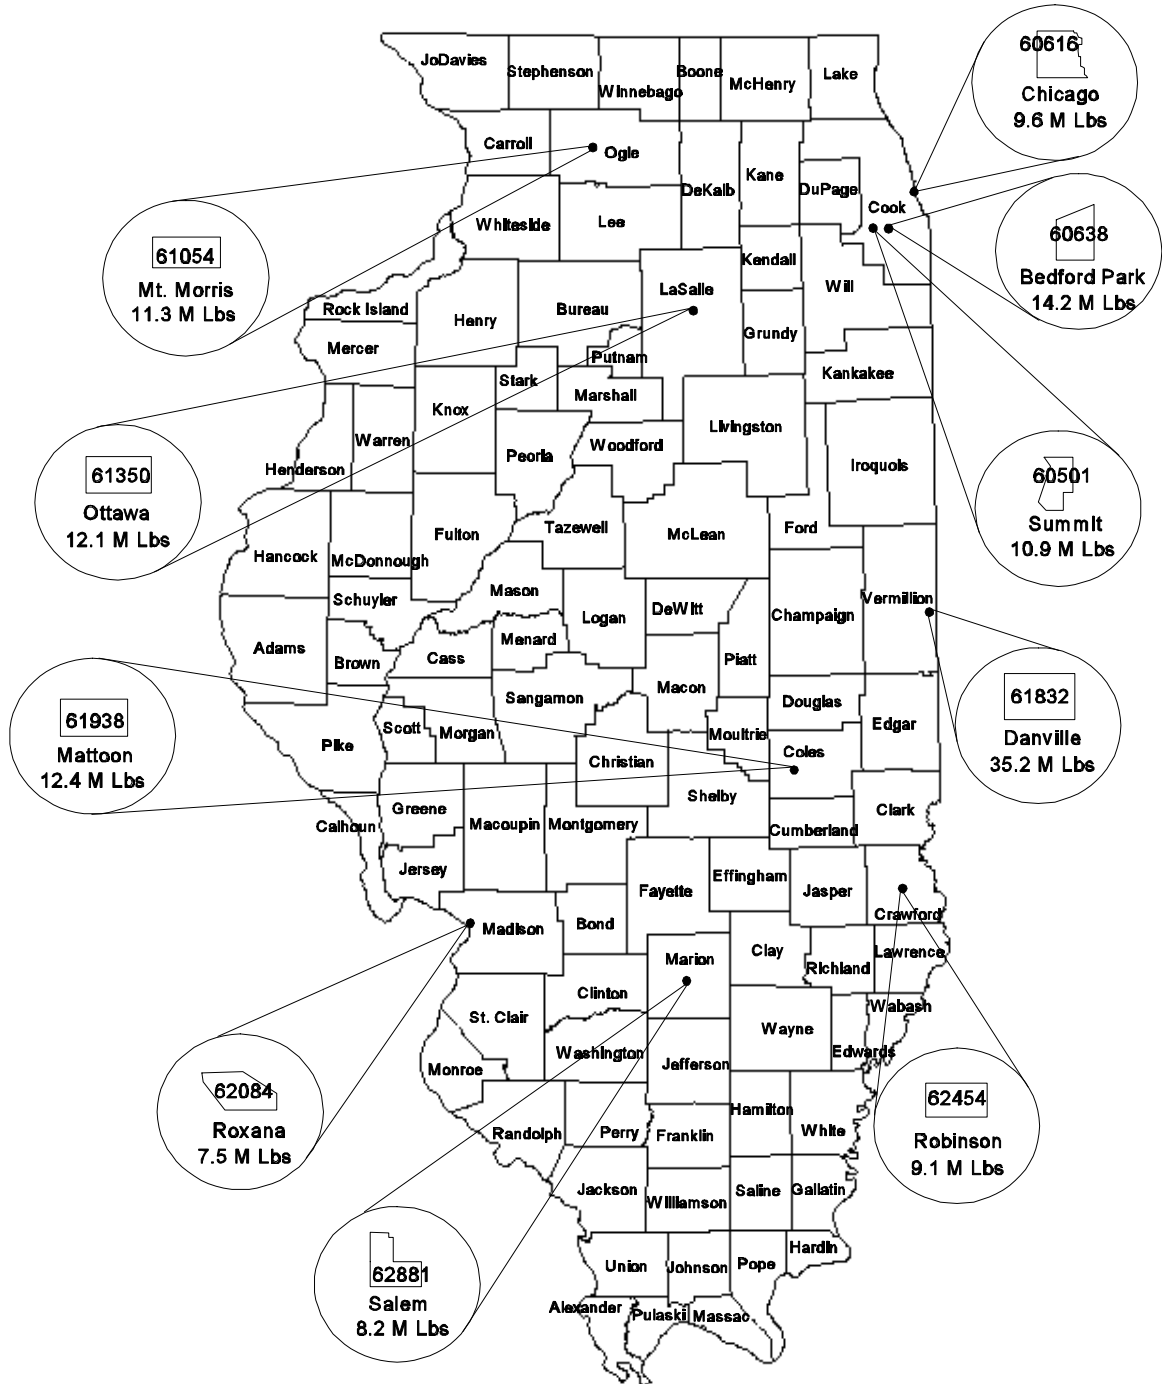 60616
Chicago
9.6 M Lbs
JoDavies
Stephenson
Winnebago
Boone
McHenry
Lake
Carroll
Ogle
DeKalb
Kane
DuPage
Cook
60638
Bedford Park
14.2 M Lbs
61054
Mt. Morris
11.3 M Lbs
Whiteside
Lee
Kendall
Will
LaSalle
Rock Island
Henry
Bureau
Grundy
Mercer
Putnam
Kankakee
Stark
Marshall
Knox
Livingston
Warren
Woodford
Peoria
Henderson
Iroquois
61350
Ottawa
12.1 M Lbs
60501
Summit
10.9 M Lbs
Fulton
Tazewell
McLean
Ford
Hancock
McDonnough
Mason
Schuyler
Logan
DeWitt
Champaign
Vermillion
Adams
Brown
Cass
Menard
Piatt
Sangamon
Macon
Douglas
61832
Danville
35.2 M Lbs
61938
Mattoon
12.4 M Lbs
Scott
Morgan
Moultrie
Edgar
Pike
Christian
Coles
Shelby
Greene
Calhoun
Macoupin
Montgomery
Cumberland
Clark
Jersey
Fayette
Effingham
Jasper
Crawford
Madison
Bond
Clay
Richland
Lawrence
Marion
Clinton
Wabash
St. Clair
Wayne
Washington
Edwards
Jefferson
Monroe
62084
Roxana
7.5 M Lbs
62454
Robinson
9.1 M Lbs
Randolph
Perry
Franklin
Hamilton
White
Jackson
Williamson
Saline
Gallatin
62881
Salem
8.2 M Lbs
Union
Johnson
Pope
Hardin
Alexander
Pulaski
Massac